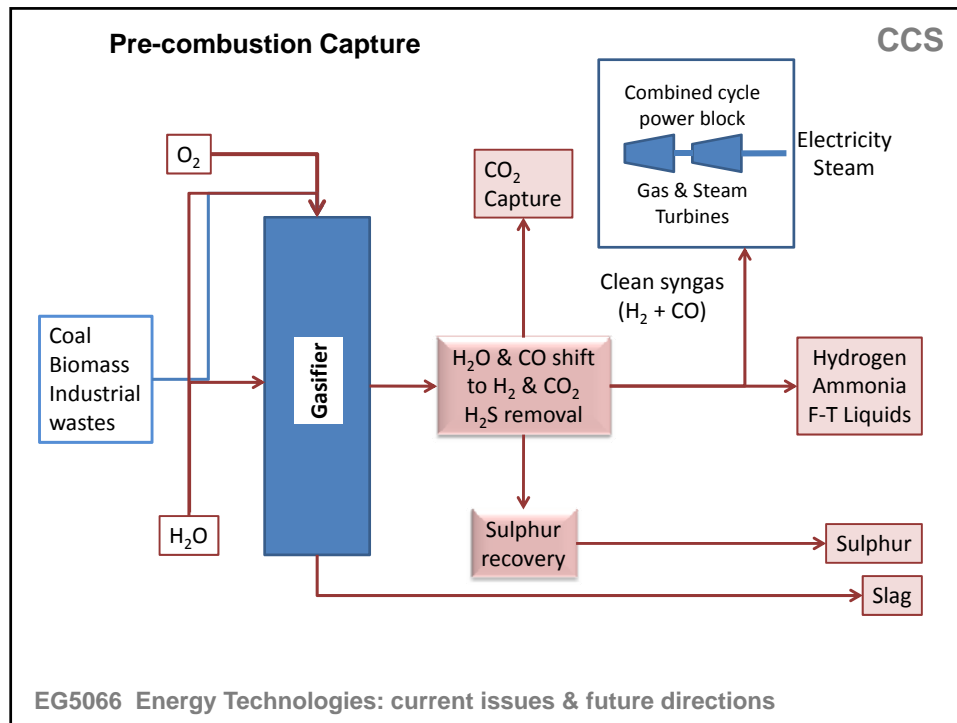 Pre-combustion Capture
CCS
Combined cycle
power block
Electricity
Steam
Gas & Steam
Turbines
O₂
CO₂
Capture
Clean syngas
(H₂ + CO)
Coal
Biomass
Industrial
wastes
Gasifier
H₂O & CO shift
to H₂ & CO₂
H₂S removal
Hydrogen
Ammonia
F-T Liquids
H₂O
Sulphur
recovery
Sulphur
Slag
EG5066 Energy Technologies: current issues & future directions